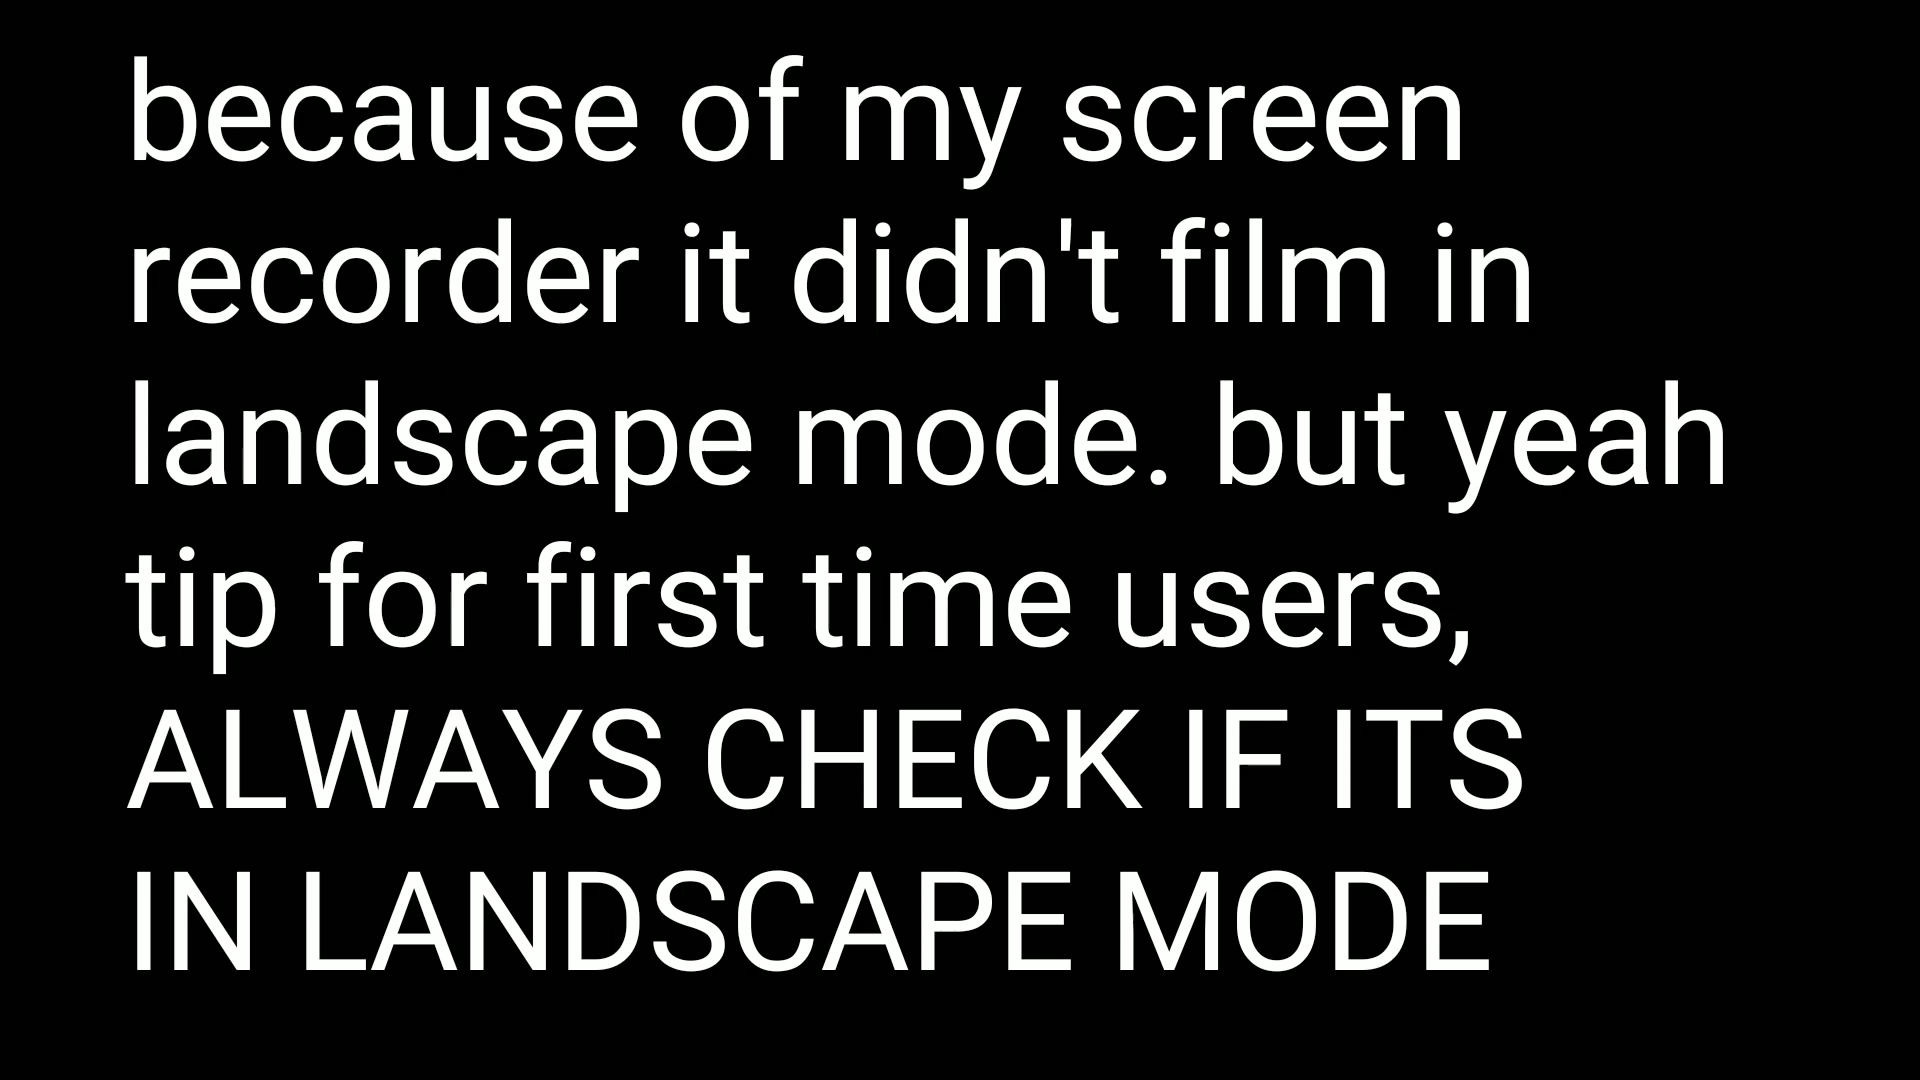 because of my screen
recorder it didn't film in
landscape mode. but yeah
tip for first time users,
ALWAYS CHECK IF ITS
IN LANDSCAPE MODE